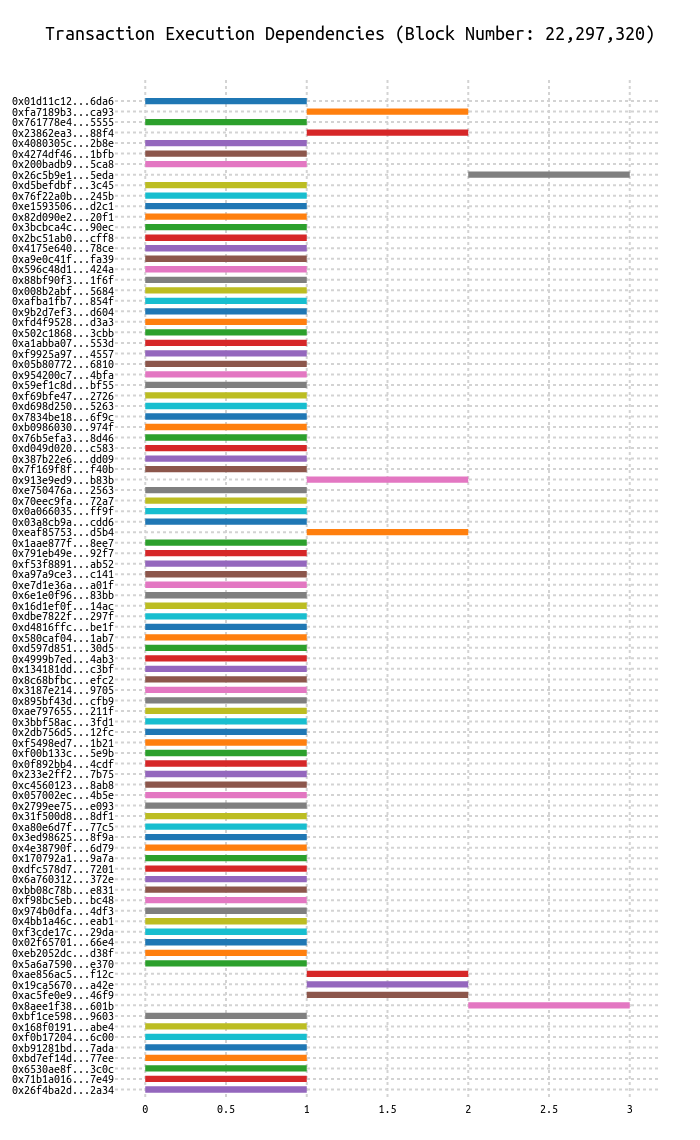 Transaction Execution Dependencies (Block Number: 22,297,320)
0x01d11c12...6da6
0xfa7189b3...ca93
0x761778e4...5555
0x23862ea3...88f4
0x4080305c...2b8e
0x4274df46...1bfb
0x200badb9...5ca8
0x26c5b9e1...5eda
0xd5befdbf...3c45
0x76f22a0b...245b
0xe1593506...d2c1
0x82d090e2...20f1
0x3bcbca4c...90ec
0x2bc51ab0...cff8
0x4175e640...78ce
0xa9e0c41f...fa39
0x596c48d1...424a
0x88bf90f3...1f6f
0x008b2abf...5684
0xafba1fb7...854f
0x9b2d7ef3...d604
0xfd4f9528...d3a3
0x502c1868...3cbb
0xa1abba07...553d
0xf9925a97...4557
0x05b80772...6810
0x954200c7...4bfa
0x59ef1c8d...bf55
0xf69bfe47...2726
0xd698d250...5263
0x7834be18...6f9c
0xb0986030...974f
0x76b5efa3...8d46
0xd049d020...c583
0x387b22e6...dd09
0x7f169f8f...f40b
0x913e9ed9...b83b
0xe750476a...2563
0x70eec9fa...72a7
0x0a066035...ff9f
0x03a8cb9a...cdd6
0xeaf85753...d5b4
0x1aae877f...8ee7
0x791eb49e...92f7
0xf53f8891...ab52
0xa97a9ce3...c141
0xe7d1e36a...a01f
0x6e1e0f96...83bb
0x16d1ef0f...14ac
0xdbe7822f...297f
0xd4816ffc...be1f
0x580caf04...1ab7
0xd597d851...30d5
0x4999b7ed...4ab3
0x134181dd...c3bf
0x8c68bfbc...efc2
0x3187e214...9705
0x895bf43d...cfb9
0xae797655...211f
0x3bbf58ac...3fd1
0x2db756d5...12fc
0xf5498ed7...1b21
0xf00b133c...5e9b
0x0f892bb4...4cdf
0x233e2ff2...7b75
0xc4560123...8ab8
0x057002ec...4b5e
0x2799ee75...e093
0x31f500d8...8df1
0xa80e6d7f...77c5
0x3ed98625...8f9a
0x4e38790f...6d79
0x170792a1...9a7a
0xdfc578d7...7201
0x6a760312...372e
0xbb08c78b...e831
0xf98bc5eb...bc48
0x974b0dfa...4df3
0x4bb1a46c...eab1
0xf3cde17c...29da
0x02f65701...66e4
0xeb2052dc...d38f
0x5a6a7590...e370
0xae856ac5...f12c
0x19ca5670...a42e
0xac5fe0e9...46f9
0x8aee1f38...601b
0xbf1ce598...9603
0x168f0191...abe4
0xf0b17204...6c00
0xb91281bd...7ada
0xbd7ef14d...77ee
0x6530ae8f...3c0c
0x71b1a016...7e49
0x26f4ba2d...2a34
0 0.5 1 1.5 2 2.5 3